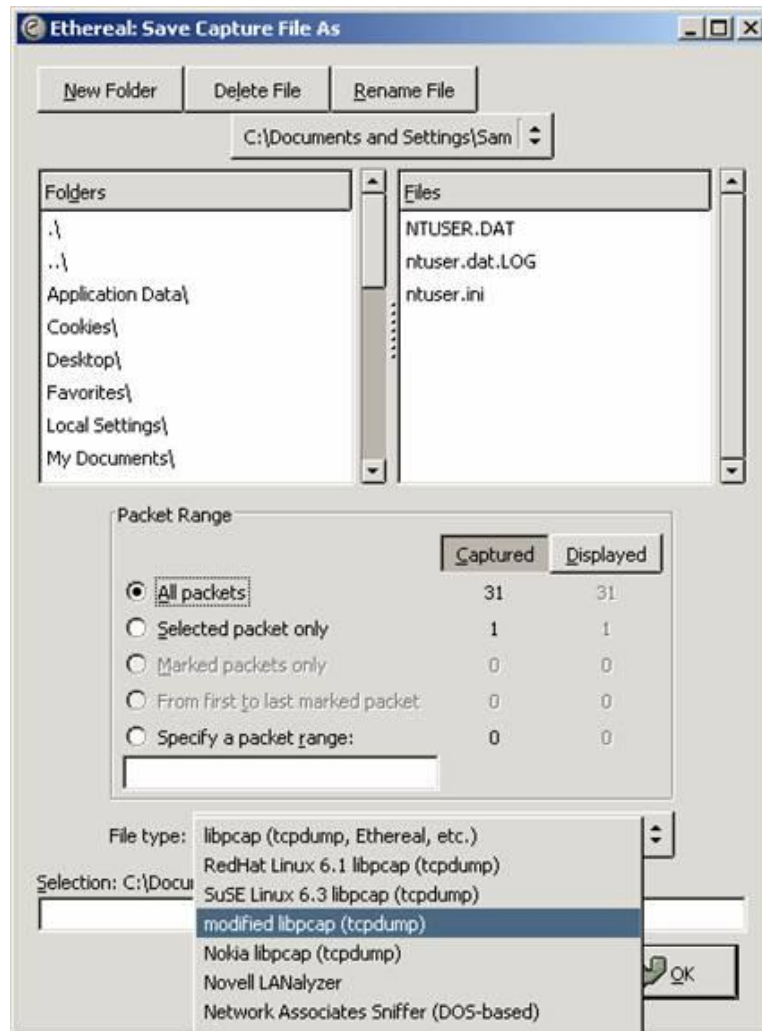 Ethereal: Save Capture File As
New Folder Delete File Rename File
C:\Documents and Settings\Sam
Folders
.\
..\
Application Data\
Cookies\
Desktop\
Favorites\
Local Settings\
My Documents\
Files
NTUSER.DAT
ntuser.dat.LOG
ntuser.ini
Packet Range
Captured Displayed
All packets 31 31
Selected packet only 1 1
Marked packets only 0 0
From first to last marked packet 0 0
Specify a packet range: 0 0
File type:
libpcap (tcpdump, Ethereal, etc.)
RedHat Linux 6.1 libpcap (tcpdump)
SuSE Linux 6.3 libpcap (tcpdump)
modified libpcap (tcpdump)
Nokia libpcap (tcpdump)
Novell LANalyzer
Network Associates Sniffer (DOS-based)
Selection: C:\Docu
OK